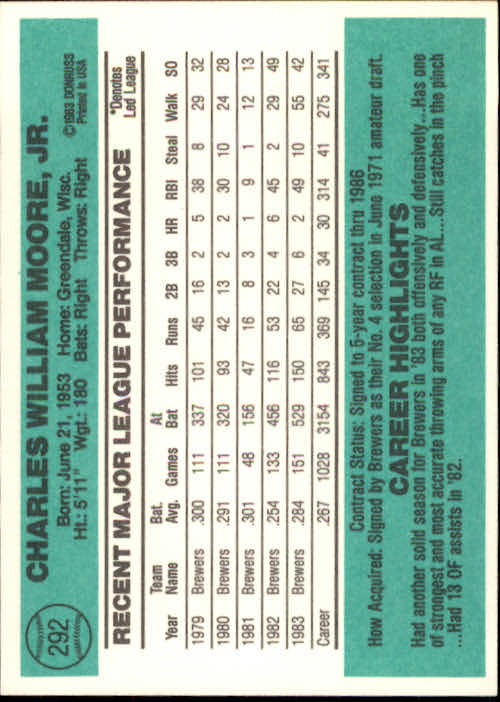 292
CHARLES WILLIAM MOORE, JR.
Born: June 21, 1953 Home: Greendale, Wisc.
Ht.: 5'11" Wgt.: 180 Bats: Right Throws: Right
©1983 DONRUSS
Printed in USA
RECENT MAJOR LEAGUE PERFORMANCE
*Denotes
Led League
Year Team Name Bat. Avg. Games At Bat Hits Runs 2B 3B HR RBI Steal Walk SO
1979 Brewers .300 111 337 101 45 16 2 5 38 8 29 32
1980 Brewers .291 111 320 93 42 13 2 2 30 10 24 28
1981 Brewers .301 48 156 47 16 8 3 1 9 1 12 13
1982 Brewers .254 133 456 116 53 22 4 6 45 2 29 49
1983 Brewers .284 151 529 150 65 27 6 2 49 10 55 42
Career .267 1028 3154 843 369 145 34 30 314 41 275 341
Contract Status: Signed to 5-year contract thru 1986
How Acquired: Signed by Brewers as their No. 4 selection in June 1971 amateur draft.
CAREER HIGHLIGHTS
Had another solid season for Brewers in '83 both offensively and defensively...Has one
of strongest and most accurate throwing arms of any RF in AL...Still catches in the pinch
...Had 13 OF assists in '82.